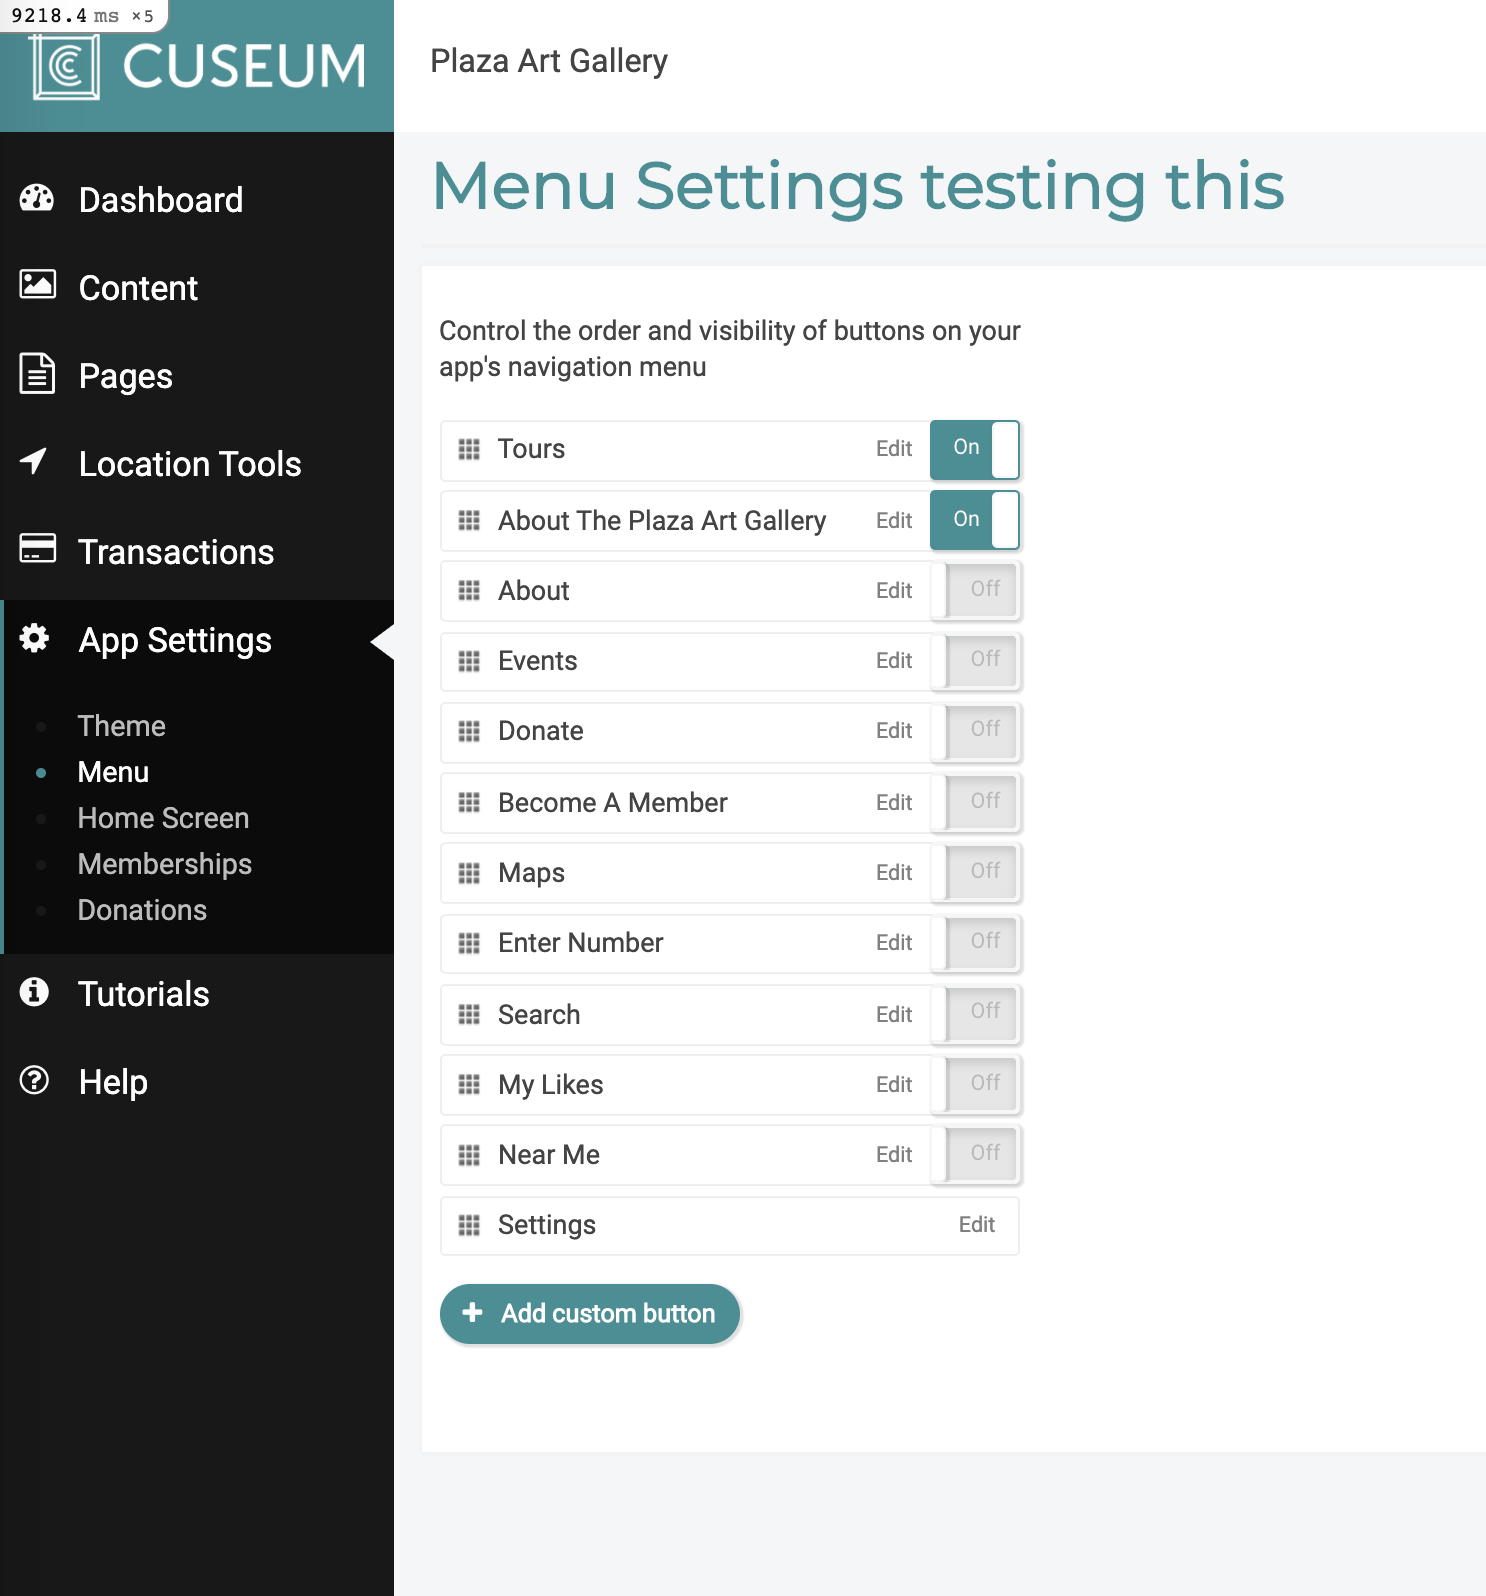 9218.4 ms ×5
CUSEUM
Plaza Art Gallery
Menu Settings testing this
Dashboard
Content
Pages
Location Tools
Transactions
App Settings
Theme
Menu
Home Screen
Memberships
Donations
Tutorials
Help
Control the order and visibility of buttons on your
app's navigation menu
Tours Edit On
About The Plaza Art Gallery Edit On
About Edit Off
Events Edit Off
Donate Edit Off
Become A Member Edit Off
Maps Edit Off
Enter Number Edit Off
Search Edit Off
My Likes Edit Off
Near Me Edit Off
Settings Edit
+ Add custom button